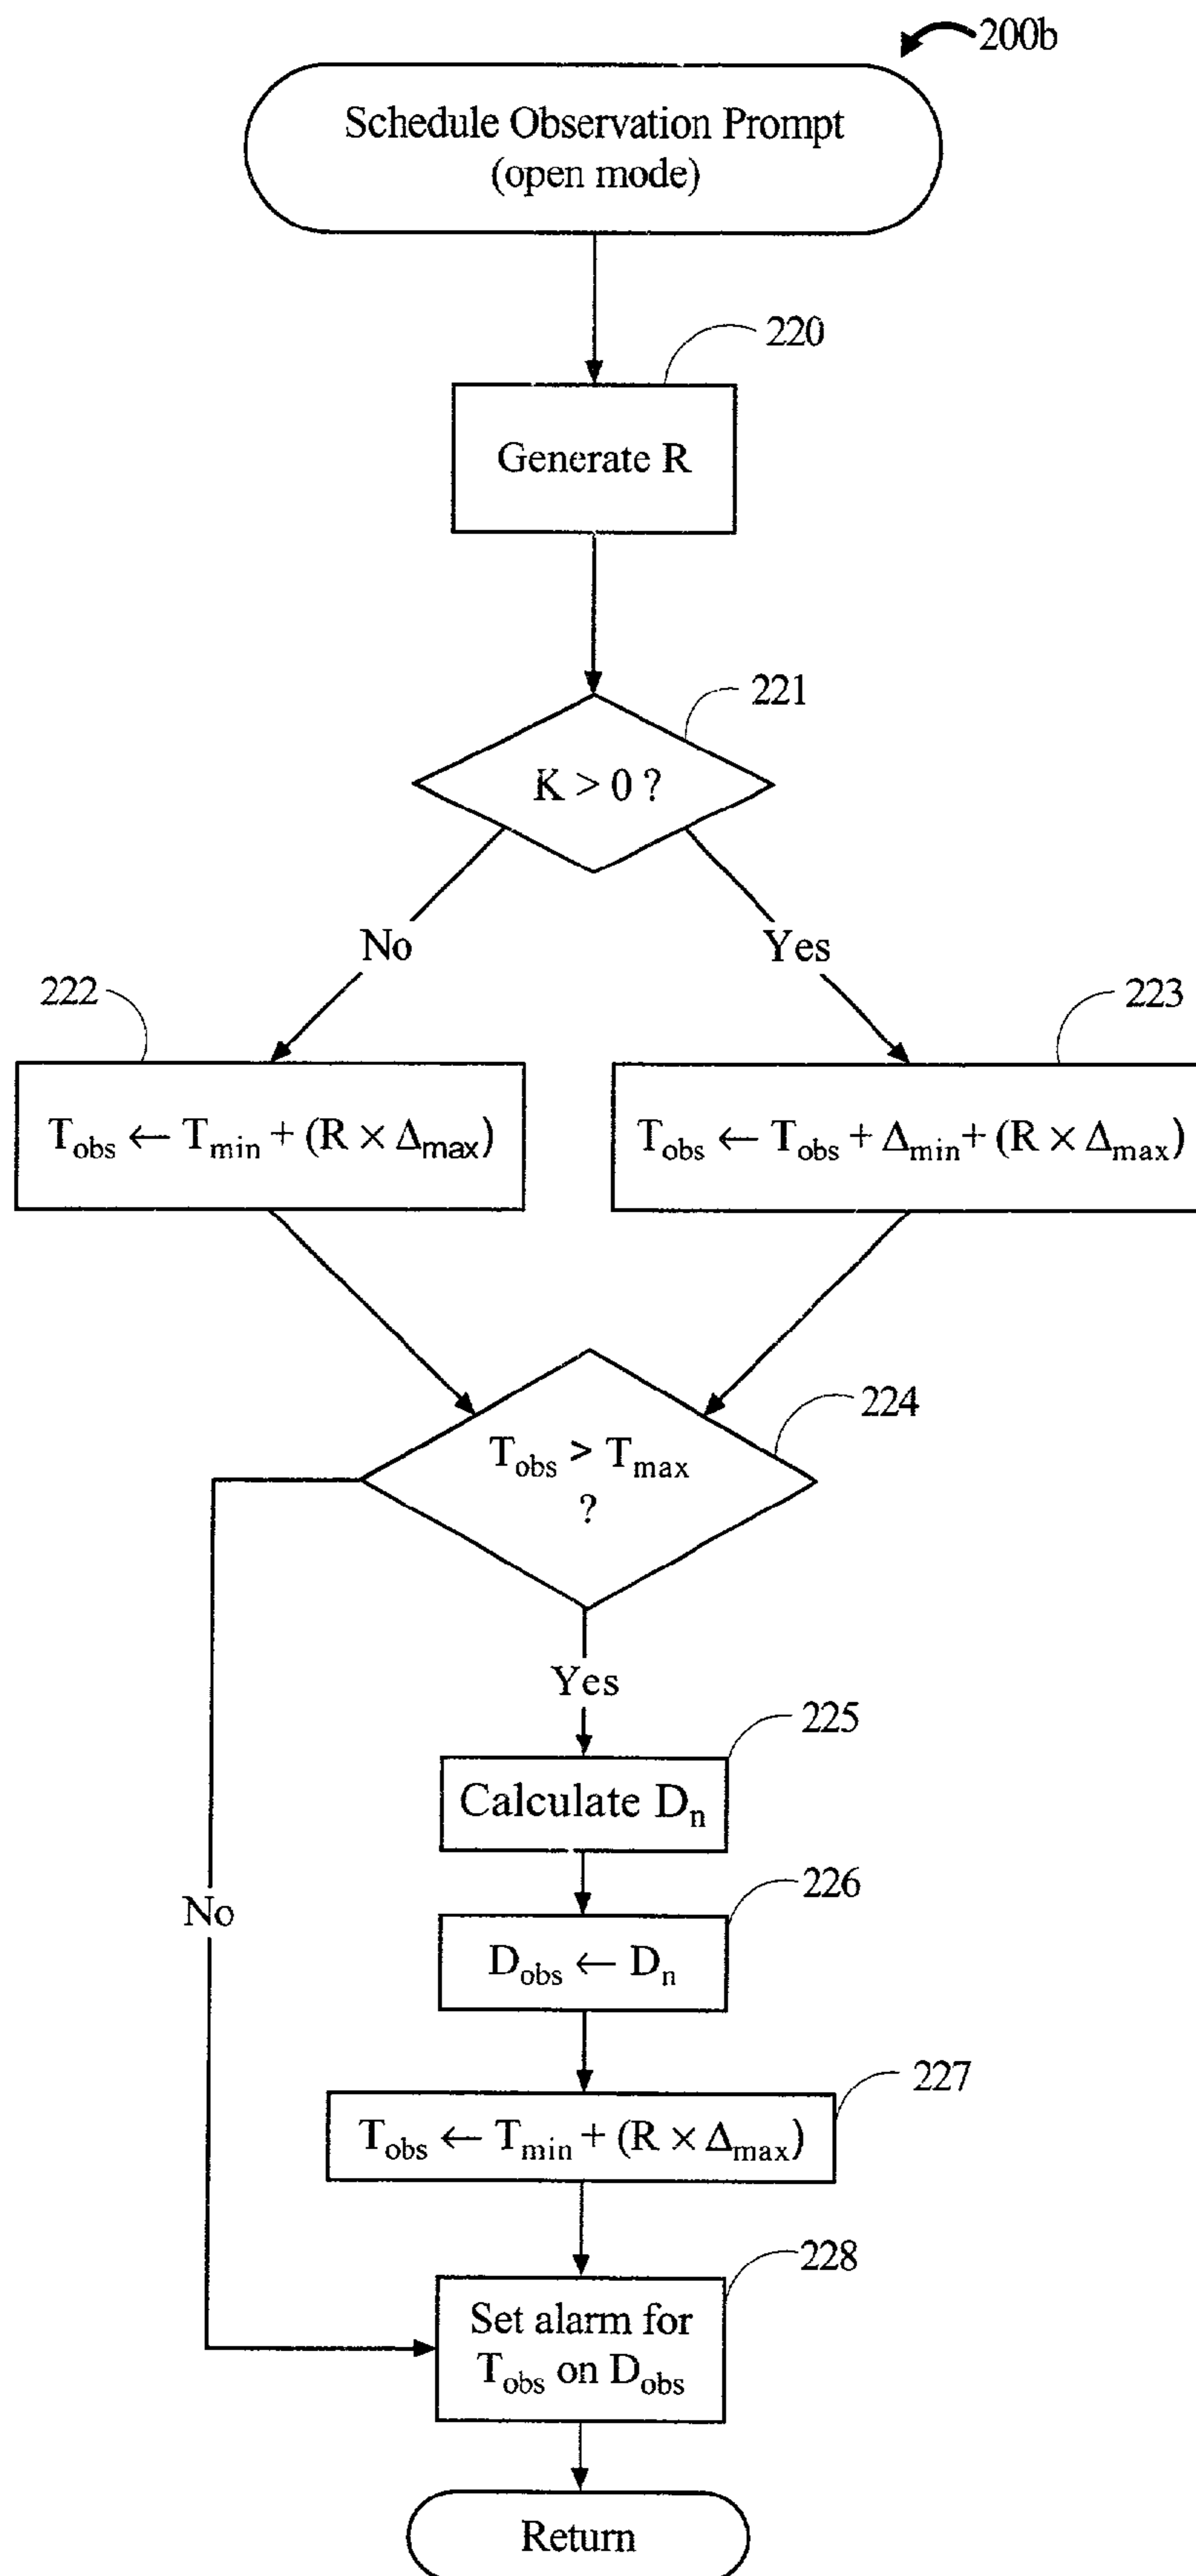 200b
Schedule Observation Prompt
(open mode)
220
Generate R
221
K > 0 ?
No
Yes
222
223
T_obs ← T_min + (R × Δ_max)
T_obs ← T_obs + Δ_min + (R × Δ_max)
224
T_obs > T_max
?
Yes
225
Calculate D_n
No
226
D_obs ← D_n
227
T_obs ← T_min + (R × Δ_max)
228
Set alarm for
T_obs on D_obs
Return